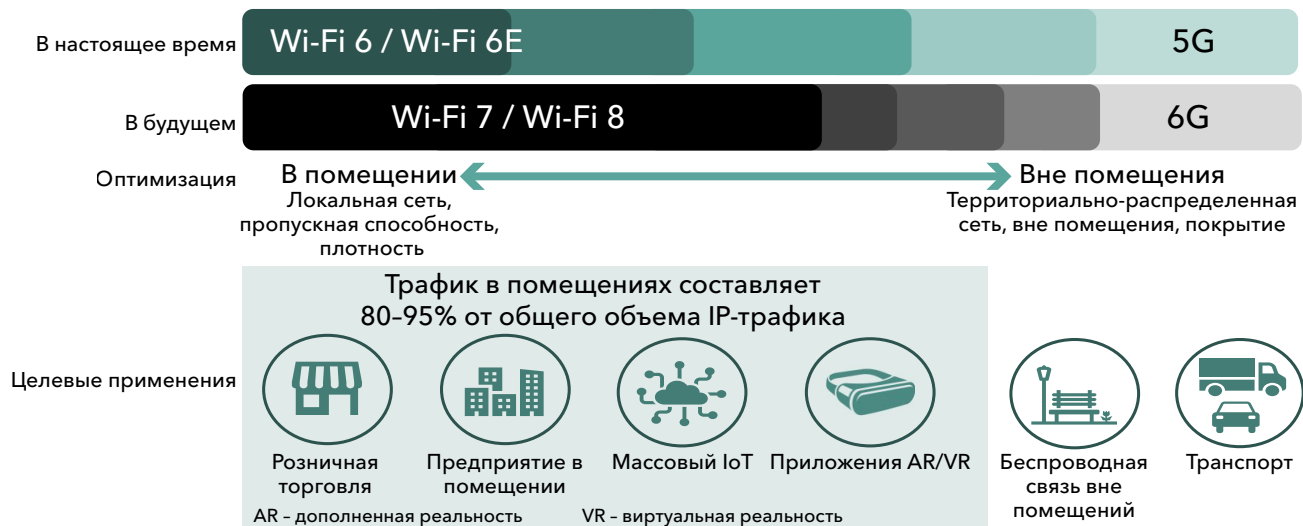 В настоящее время
Wi-Fi 6 / Wi-Fi 6E
5G
В будущем
Wi-Fi 7 / Wi-Fi 8
6G
Оптимизация
В помещении
Локальная сеть,
пропускная способность,
плотность
Вне помещения
Территориально-распределенная
сеть, вне помещения, покрытие
Трафик в помещениях составляет
80–95% от общего объема IP-трафика
Целевые применения
Розничная
торговля
Предприятие в
помещении
Массовый IoT
Приложения AR/VR
Беспроводная
связь вне
помещений
Транспорт
AR – дополненная реальность
VR – виртуальная реальность